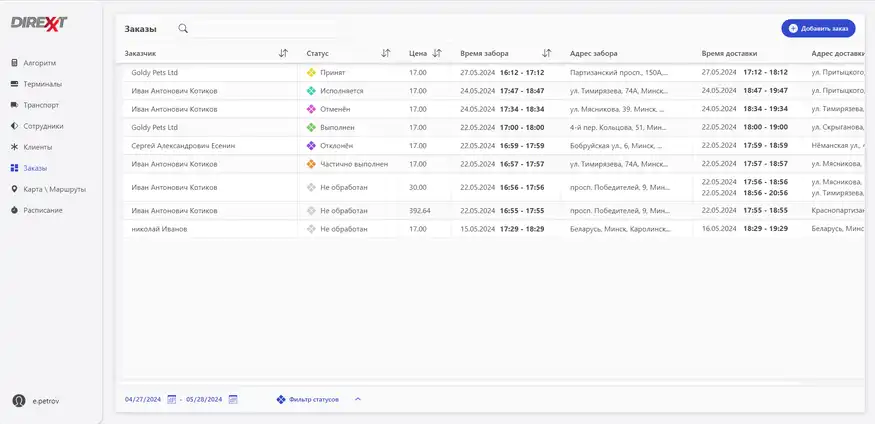 DIREXXT
Алгоритм
Терминалы
Транспорт
Сотрудники
Клиенты
Заказы
Карта \ Маршруты
Расписание
e.petrov
Заказы
Добавить заказ
Заказчик Статус Цена Время забора Адрес забора Время доставки Адрес доставки
Goldy Pets Ltd Принят 17.00 27.05.2024 16:12 - 17:12 Партизанский просп., 150А,... 27.05.2024 17:12 - 18:12 ул. Притыцкого,
Иван Антонович Котиков Исполняется 17.00 24.05.2024 17:47 - 18:47 ул. Тимирязева, 74А, Минск... 24.05.2024 18:47 - 19:47 ул. Притыцкого,
Иван Антонович Котиков Отменён 17.00 24.05.2024 17:34 - 18:34 ул. Мясникова, 39, Минск, ... 24.05.2024 18:34 - 19:34 ул. Тимирязева,
Goldy Pets Ltd Выполнен 17.00 22.05.2024 17:00 - 18:00 4-й пер. Кольцова, 51, Мин... 22.05.2024 18:00 - 19:00 ул. Скрыганова,
Сергей Александрович Есенин Отклонён 17.00 22.05.2024 16:59 - 17:59 Бобруйская ул., 6, Минск, ... 22.05.2024 17:59 - 18:59 Нёманская ул.,
Иван Антонович Котиков Частично выполнен 17.00 22.05.2024 16:57 - 17:57 ул. Тимирязева, 74А, Минск... 22.05.2024 17:57 - 18:57 ул. Мясникова,
Иван Антонович Котиков Не обработан 30.00 22.05.2024 16:56 - 17:56 просп. Победителей, 9, Мин... 22.05.2024 17:56 - 18:56 ул. Мясникова,
22.05.2024 18:56 - 20:56 ул. Тимирязева,
Иван Антонович Котиков Не обработан 392.64 22.05.2024 16:55 - 17:55 просп. Победителей, 9, Мин... 22.05.2024 17:55 - 18:55 Краснопартизан
николай Иванов Не обработан 17.00 15.05.2024 17:29 - 18:29 Беларусь, Минск, Каролинск... 16.05.2024 18:29 - 19:29 Беларусь, Минс
04/27/2024 - 05/28/2024 Фильтр статусов